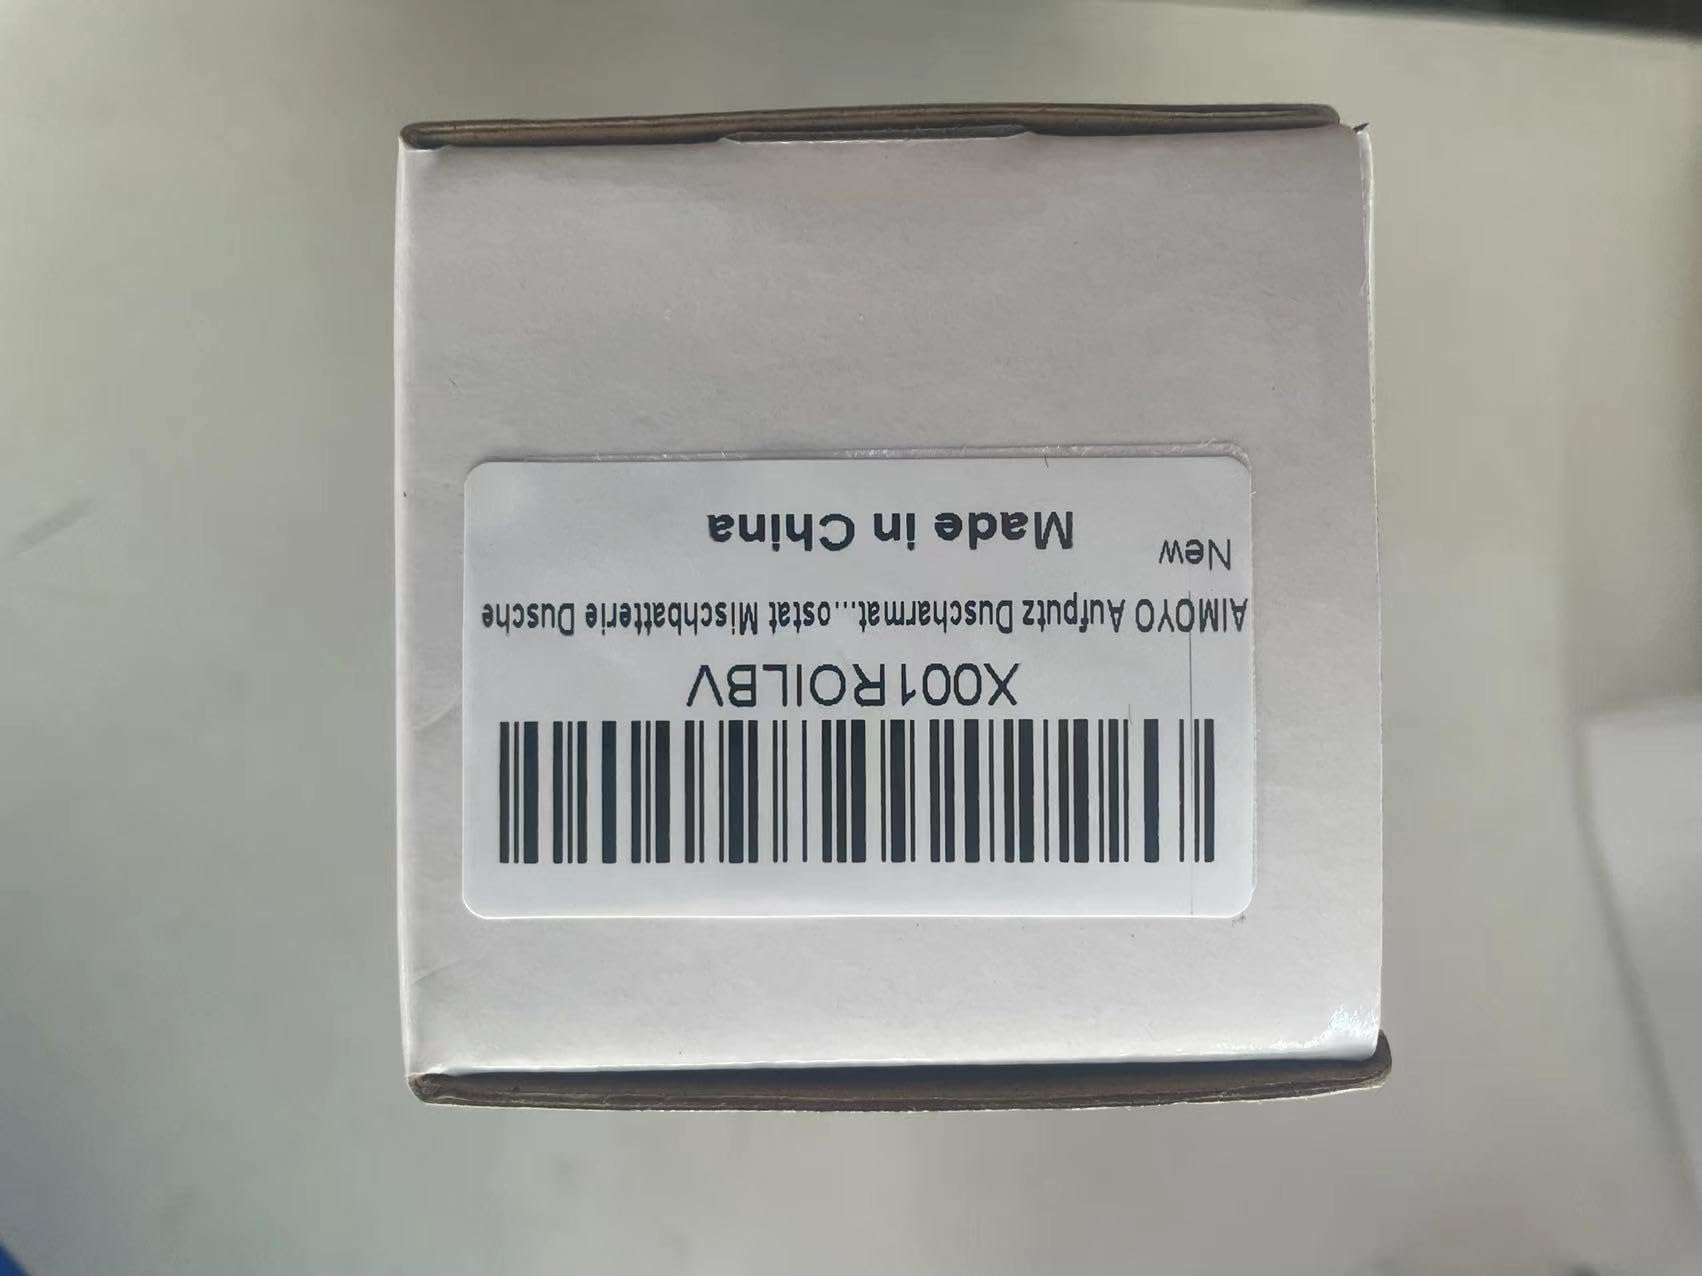 X001ROILBV
AIMOYO Aufputz Duscharmat...ostat Mischbatterie Dusche
New
Made in China